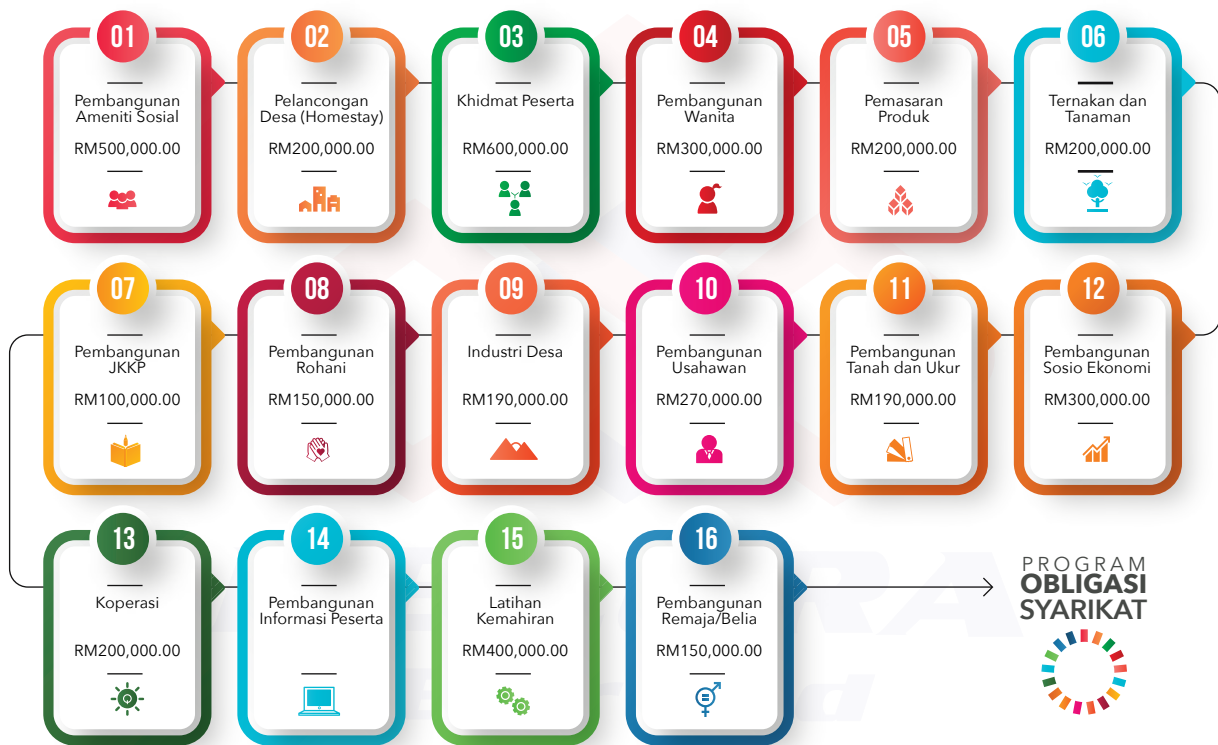 01
Pembangunan
Ameniti Sosial
RM500,000.00
02
Pelancongan
Desa (Homestay)
RM200,000.00
03
Khidmat Peserta
RM600,000.00
04
Pembangunan
Wanita
RM300,000.00
05
Pemasaran
Produk
RM200,000.00
06
Ternakan dan
Tanaman
RM200,000.00
07
Pembangunan
JKKP
RM100,000.00
08
Pembangunan
Rohani
RM150,000.00
09
Industri Desa
RM190,000.00
10
Pembangunan
Usahawan
RM270,000.00
11
Pembangunan
Tanah dan Ukur
RM190,000.00
12
Pembangunan
Sosio Ekonomi
RM300,000.00
13
Koperasi
RM200,000.00
14
Pembangunan
Informasi Peserta
15
Latihan
Kemahiran
RM400,000.00
16
Pembangunan
Remaja/Belia
RM150,000.00
PROGRAM
OBLIGASI
SYARIKAT